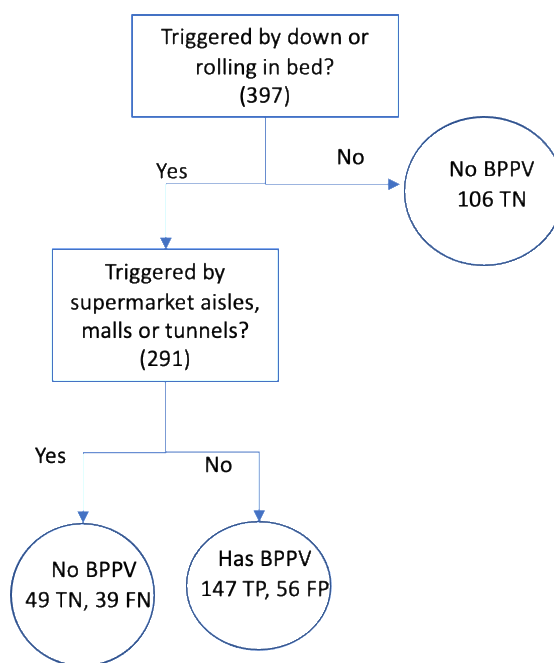 Triggered by down or
rolling in bed?
(397)
Yes
No
No BPPV
106 TN
Triggered by
supermarket aisles,
malls or tunnels?
(291)
Yes
No
No BPPV
49 TN, 39 FN
Has BPPV
147 TP, 56 FP